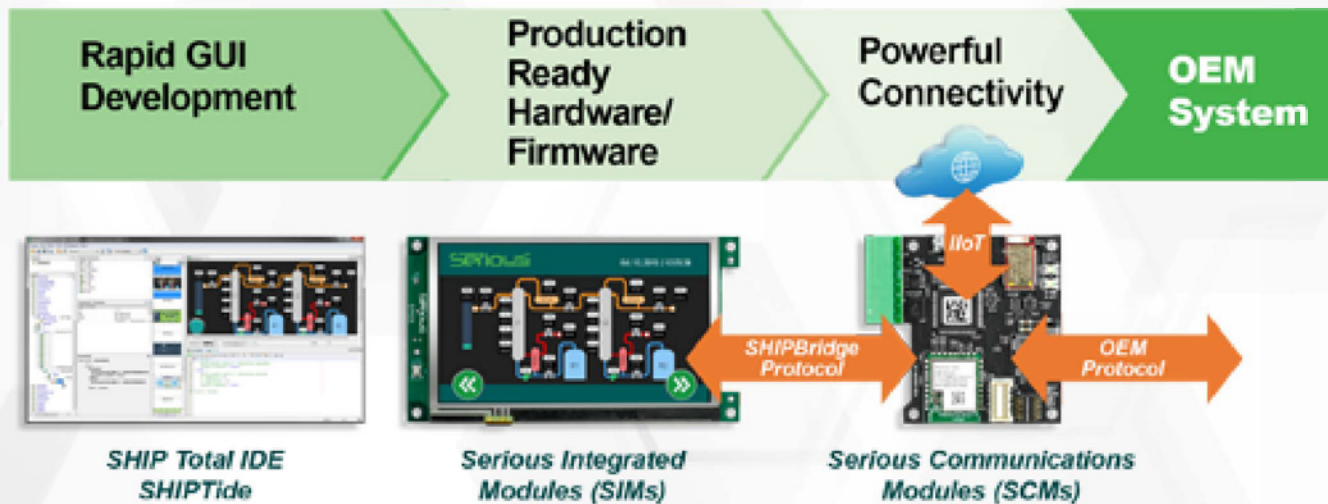 Rapid GUI
Development
Production
Ready
Hardware/
Firmware
Powerful
Connectivity
OEM
System
IIoT
Serious
SHIPBridge
Protocol
OEM
Protocol
SHIP Total IDE
SHIPTide
Serious Integrated
Modules (SIMs)
Serious Communications
Modules (SCMs)